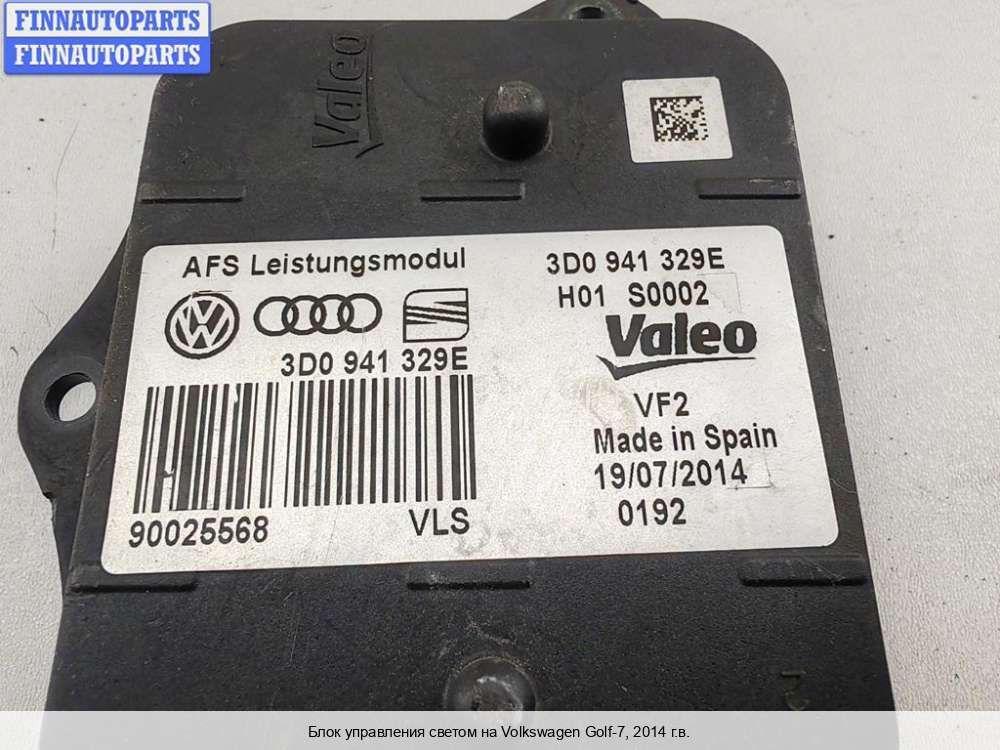 FINNAUTOPARTS
FINNAUTOPARTS
Valeo
AFS Leistungsmodul
3D0 941 329E
H01 S0002
Valeo
3D0 941 329E
VF2
Made in Spain
19/07/2014
90025568
VLS
0192
2
Блок управления светом на Volkswagen Golf-7, 2014 г.в.